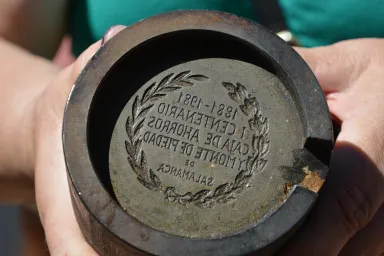 1881-1981
I CENTENARIO
CAJA DE AHORROS
Y MONTE DE PIEDAD
DE
SALAMANCA